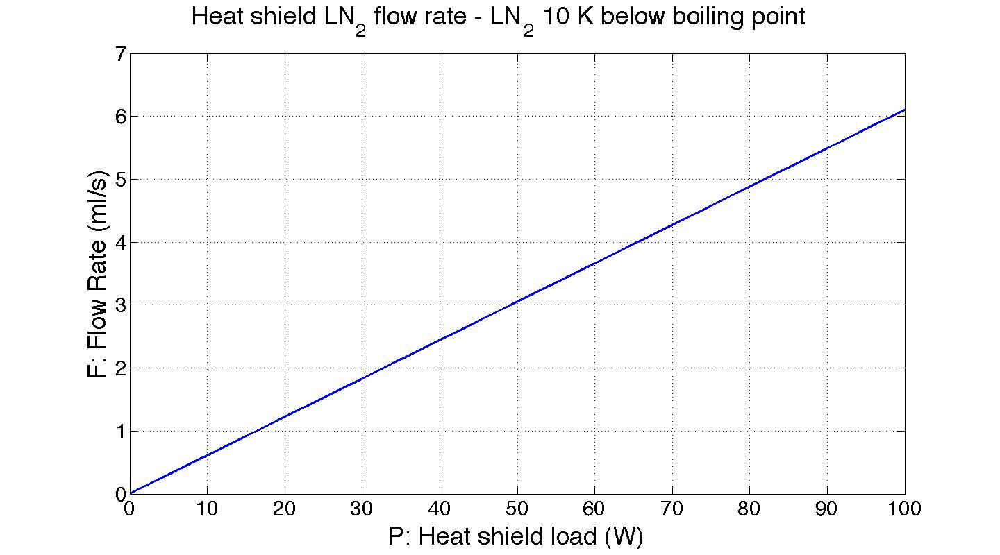 Heat shield LN2 flow rate - LN2 10 K below boiling point
7
6
5
4
3
2
1
0
F: Flow Rate (ml/s)
0 10 20 30 40 50 60 70 80 90 100
P: Heat shield load (W)